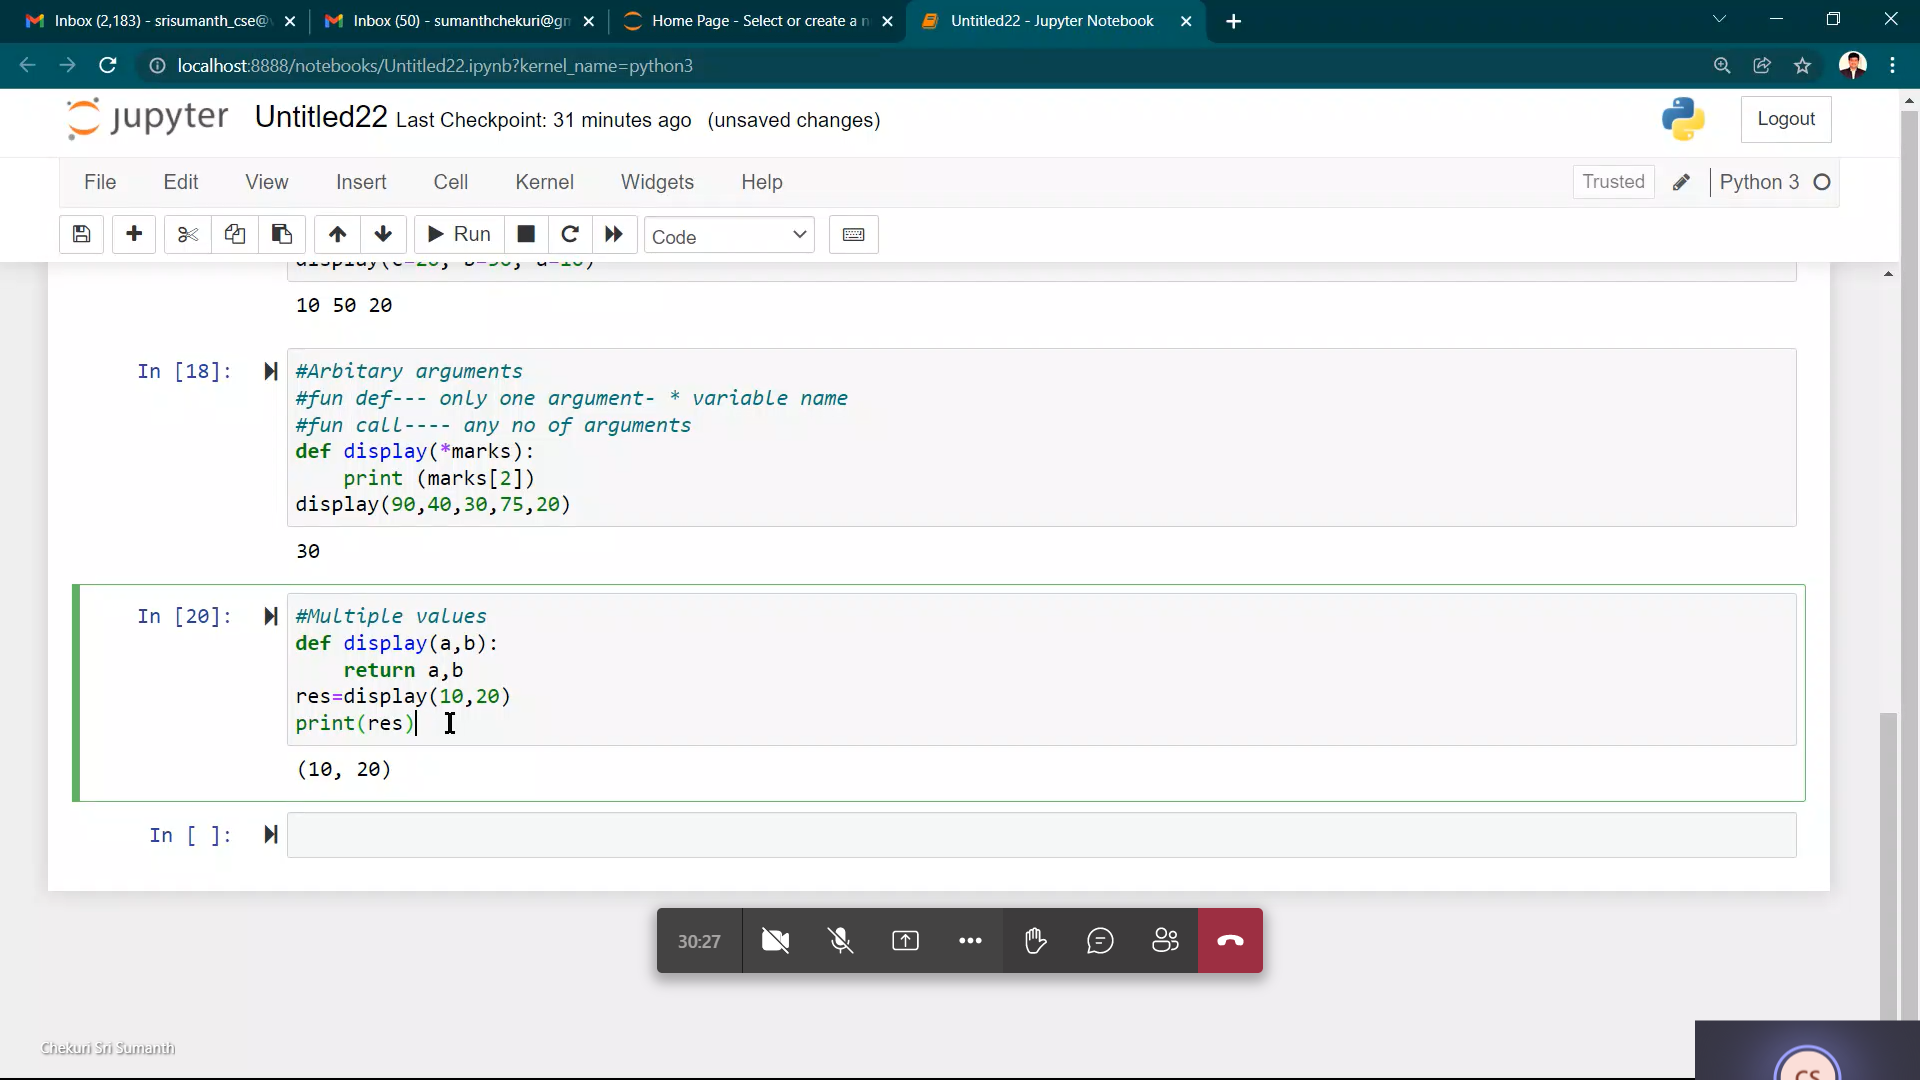 Inbox (2,183) - srisumanth_cse@
Inbox (50) - sumanthchekuri@gm
Home Page - Select or create a n
Untitled22 - Jupyter Notebook
localhost:8888/notebooks/Untitled22.ipynb?kernel_name=python3
jupyter Untitled22 Last Checkpoint: 31 minutes ago (unsaved changes)
Logout
File Edit View Insert Cell Kernel Widgets Help
Trusted
Python 3
Run
Code
10 50 20
In [18]:
#Arbitary arguments
#fun def--- only one argument- * variable name
#fun call---- any no of arguments
def display(*marks):
    print (marks[2])
display(90,40,30,75,20)
30
In [20]:
#Multiple values
def display(a,b):
    return a,b
res=display(10,20)
print(res)
(10, 20)
In [ ]:
30:27
Chekuri Sri Sumanth
CS